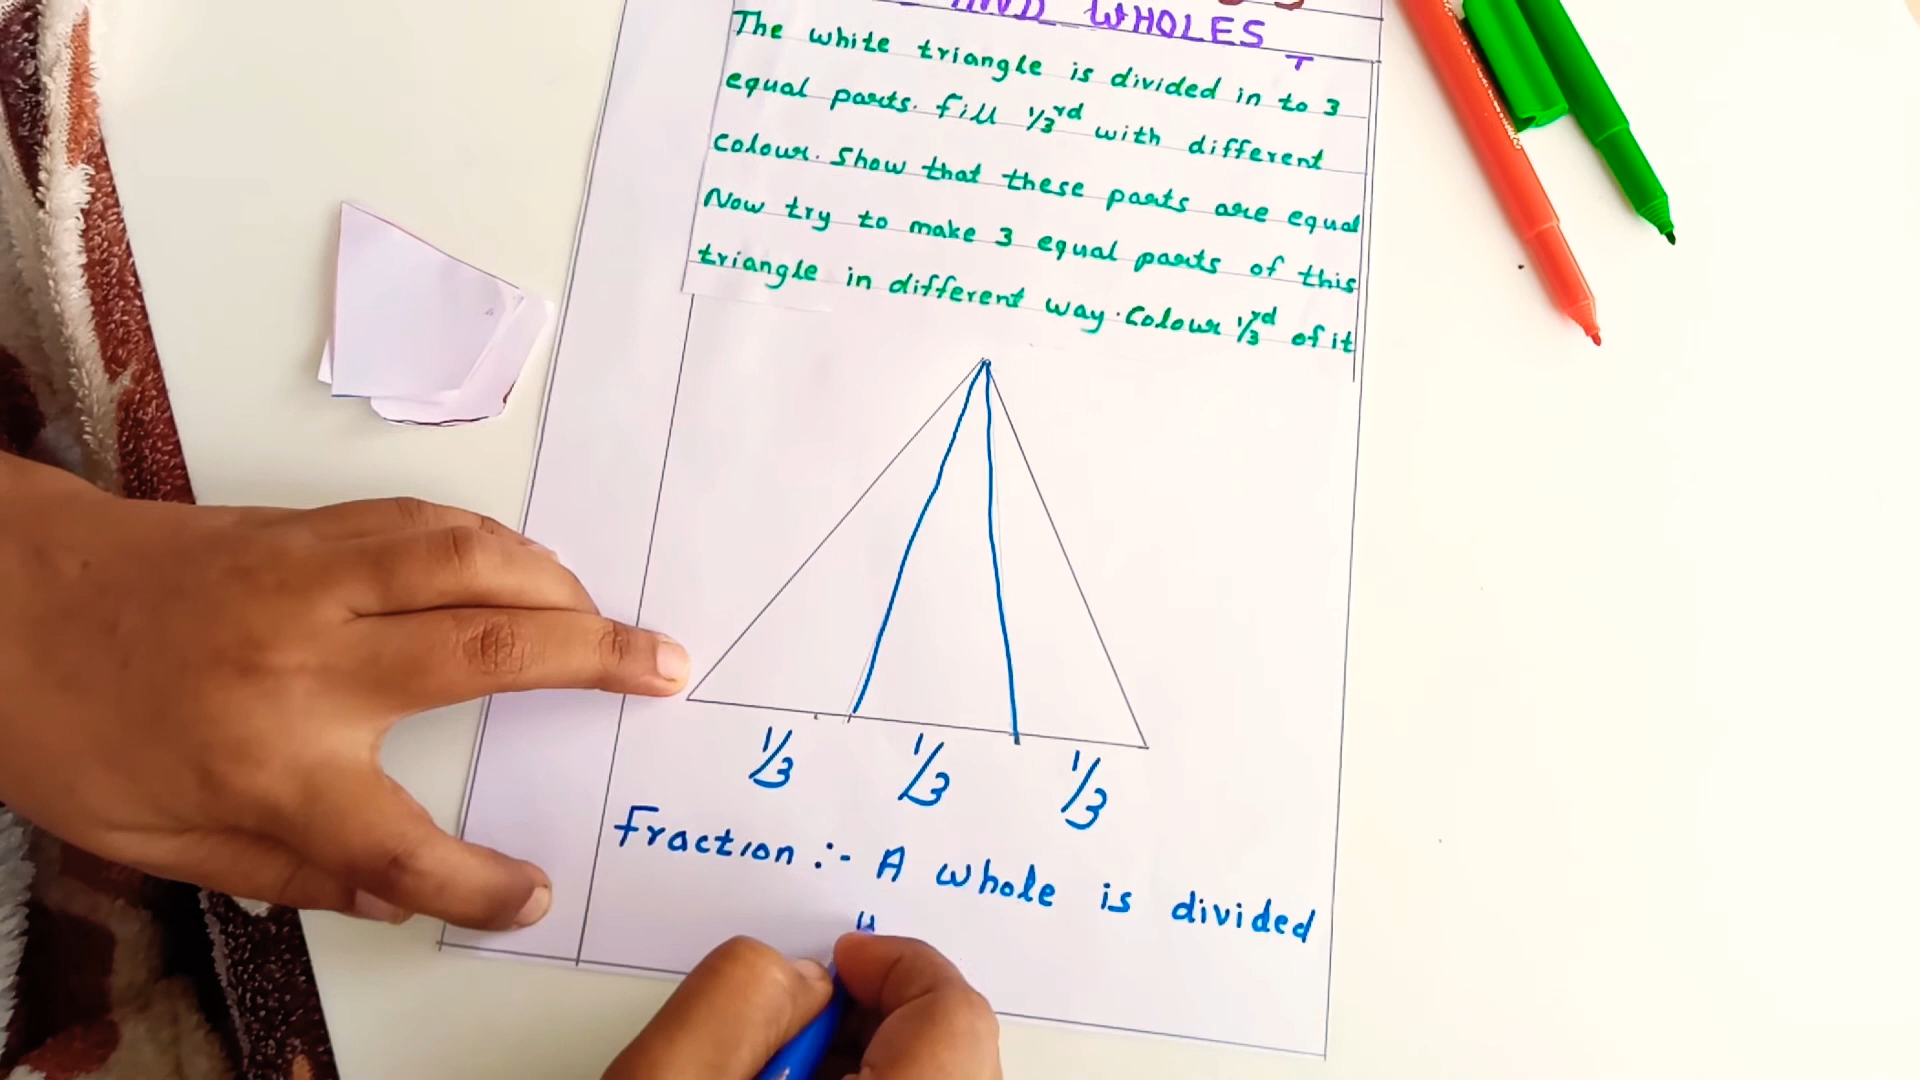 AND WHOLES
The white triangle is divided in to 3
equal parts. fill 1/3rd with different
colour. Show that these parts are equal
Now try to make 3 equal parts of this
triangle in different way. Colour 1/3rd of it
1/3 1/3 1/3
Fraction :- A whole is divided